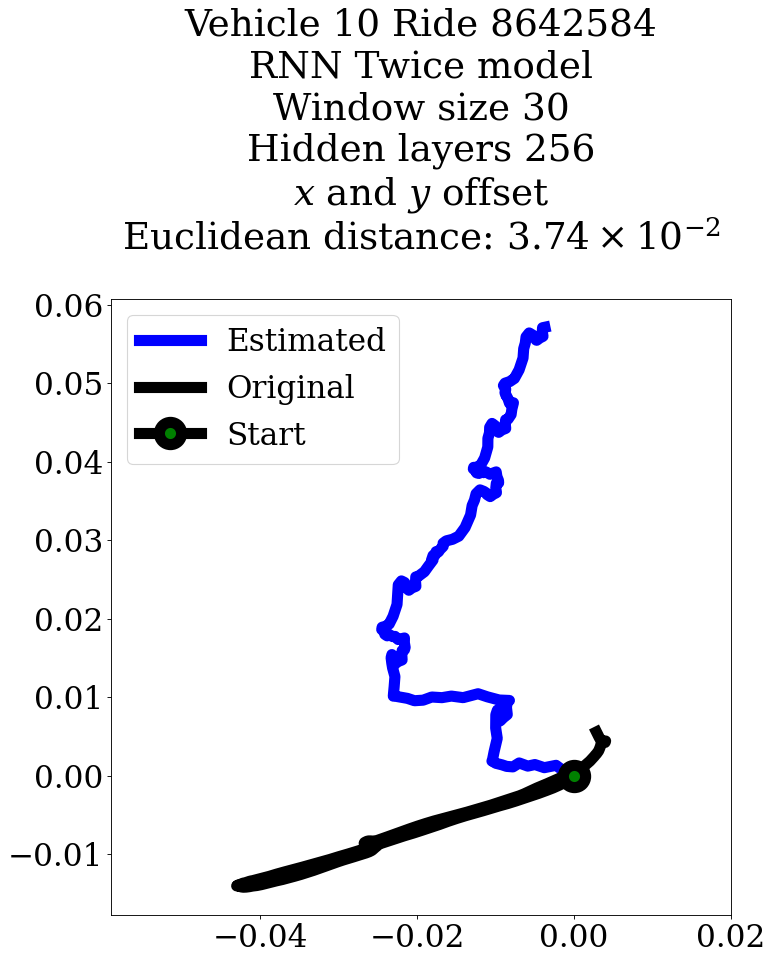 Vehicle 10 Ride 8642584
RNN Twice model
Window size 30
Hidden layers 256
x and y offset
Euclidean distance: 3.74 × 10⁻²
0.06
0.05
0.04
0.03
0.02
0.01
0.00
−0.01
Estimated
Original
Start
−0.04 −0.02 0.00 0.02